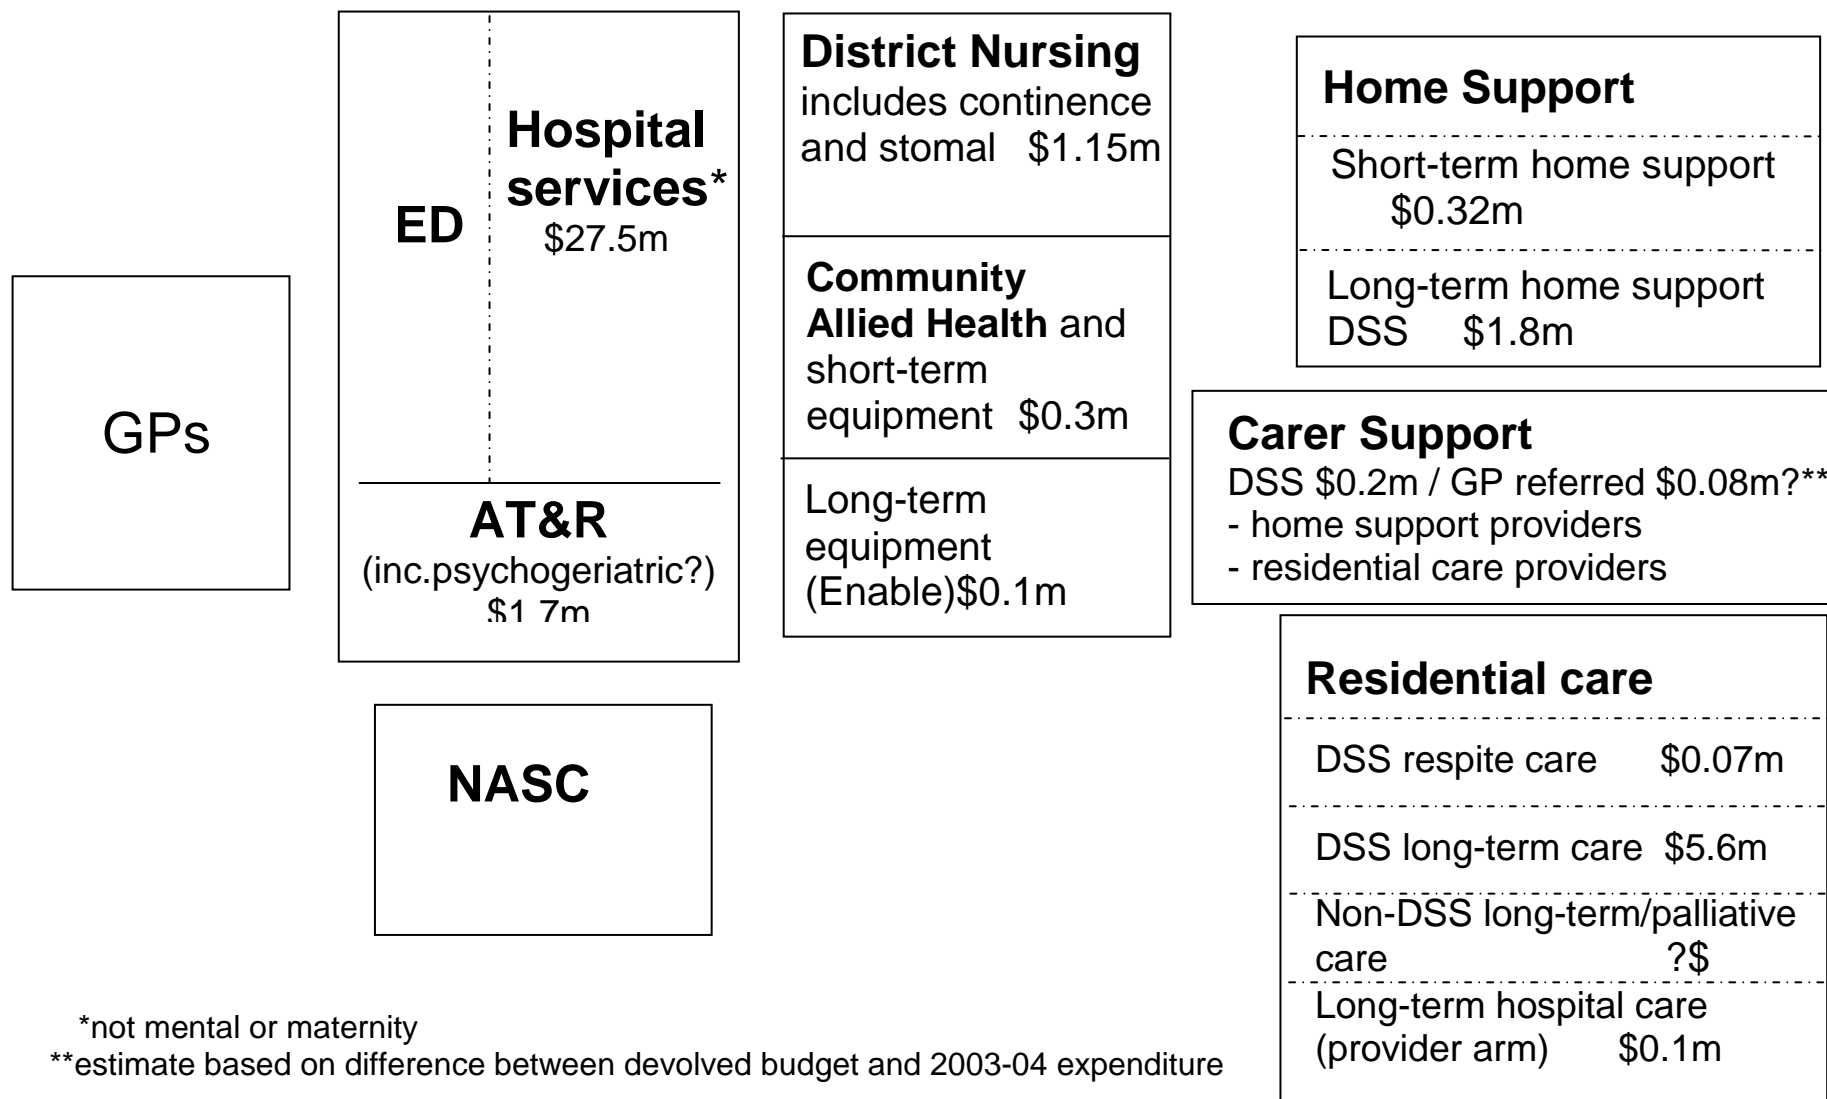 GPs
ED
Hospital
services*
$27.5m
AT&R
(inc.psychogeriatric?)
$1.7m
NASC
District Nursing
includes continence
and stomal $1.15m
Community
Allied Health and
short-term
equipment $0.3m
Long-term
equipment
(Enable)$0.1m
Home Support
Short-term home support
$0.32m
Long-term home support
DSS $1.8m
Carer Support
DSS $0.2m / GP referred $0.08m?**
- home support providers
- residential care providers
Residential care
DSS respite care $0.07m
DSS long-term care $5.6m
Non-DSS long-term/palliative
care ?$
Long-term hospital care
(provider arm) $0.1m
*not mental or maternity
**estimate based on difference between devolved budget and 2003-04 expenditure